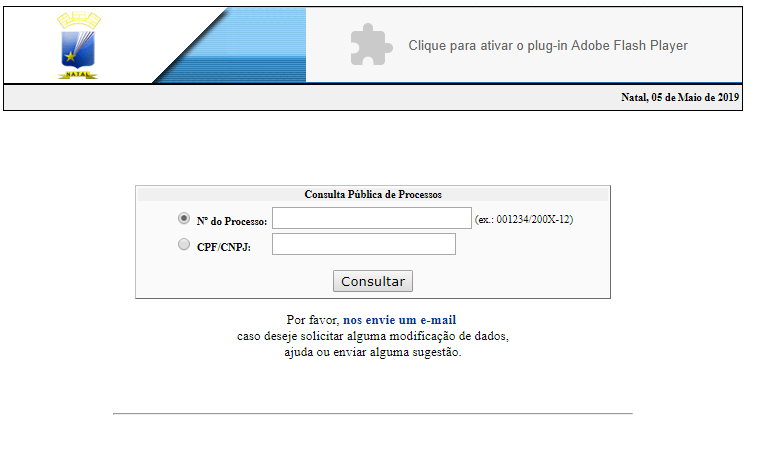 NATAL
Clique para ativar o plug-in Adobe Flash Player
Natal, 05 de Maio de 2019
Consulta Pública de Processos
Nº do Processo: (ex.: 001234/200X-12)
CPF/CNPJ:
Consultar
Por favor, nos envie um e-mail
caso deseje solicitar alguma modificação de dados,
ajuda ou enviar alguma sugestão.